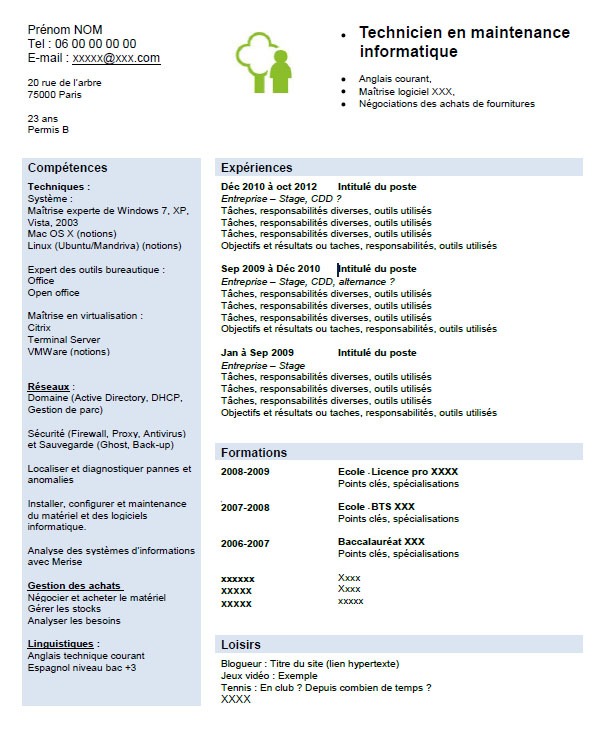 Prénom NOM
Tel : 06 00 00 00 00
E-mail : xxxxx@xxx.com
20 rue de l'arbre
75000 Paris
23 ans
Permis B
• Technicien en maintenance
informatique
• Anglais courant,
• Maîtrise logiciel XXX,
• Négociations des achats de fournitures
Compétences
Techniques :
Système :
Maîtrise experte de Windows 7, XP,
Vista, 2003
Mac OS X (notions)
Linux (Ubuntu/Mandriva) (notions)
Expert des outils bureautique :
Office
Open office
Maîtrise en virtualisation :
Citrix
Terminal Server
VMWare (notions)
Réseaux :
Domaine (Active Directory, DHCP,
Gestion de parc)
Sécurité (Firewall, Proxy, Antivirus)
et Sauvegarde (Ghost, Back-up)
Localiser et diagnostiquer pannes et
anomalies
Installer, configurer et maintenance
du matériel et des logiciels
informatique.
Analyse des systèmes d'informations
avec Merise
Gestion des achats
Négocier et acheter le matériel
Gérer les stocks
Analyser les besoins
Linguistiques :
Anglais technique courant
Espagnol niveau bac +3
Expériences
Déc 2010 à oct 2012 Intitulé du poste
Entreprise – Stage, CDD ?
Tâches, responsabilités diverses, outils utilisés
Tâches, responsabilités diverses, outils utilisés
Tâches, responsabilités diverses, outils utilisés
Objectifs et résultats ou taches, responsabilités, outils utilisés
Sep 2009 à Déc 2010 Intitulé du poste
Entreprise – Stage, CDD, alternance ?
Tâches, responsabilités diverses, outils utilisés
Tâches, responsabilités diverses, outils utilisés
Tâches, responsabilités diverses, outils utilisés
Objectifs et résultats ou taches, responsabilités, outils utilisés
Jan à Sep 2009 Intitulé du poste
Entreprise – Stage
Tâches, responsabilités diverses, outils utilisés
Tâches, responsabilités diverses, outils utilisés
Tâches, responsabilités diverses, outils utilisés
Objectifs et résultats ou taches, responsabilités, outils utilisés
Formations
2008-2009 Ecole - Licence pro XXXX
Points clés, spécialisations
2007-2008 Ecole - BTS XXX
Points clés, spécialisations
2006-2007 Baccalauréat XXX
Points clés, spécialisations
xxxxxx Xxxx
xxxxx Xxxx
xxxxx xxxxx
Loisirs
Blogueur : Titre du site (lien hypertexte)
Jeux vidéo : Exemple
Tennis : En club ? Depuis combien de temps ?
XXXX